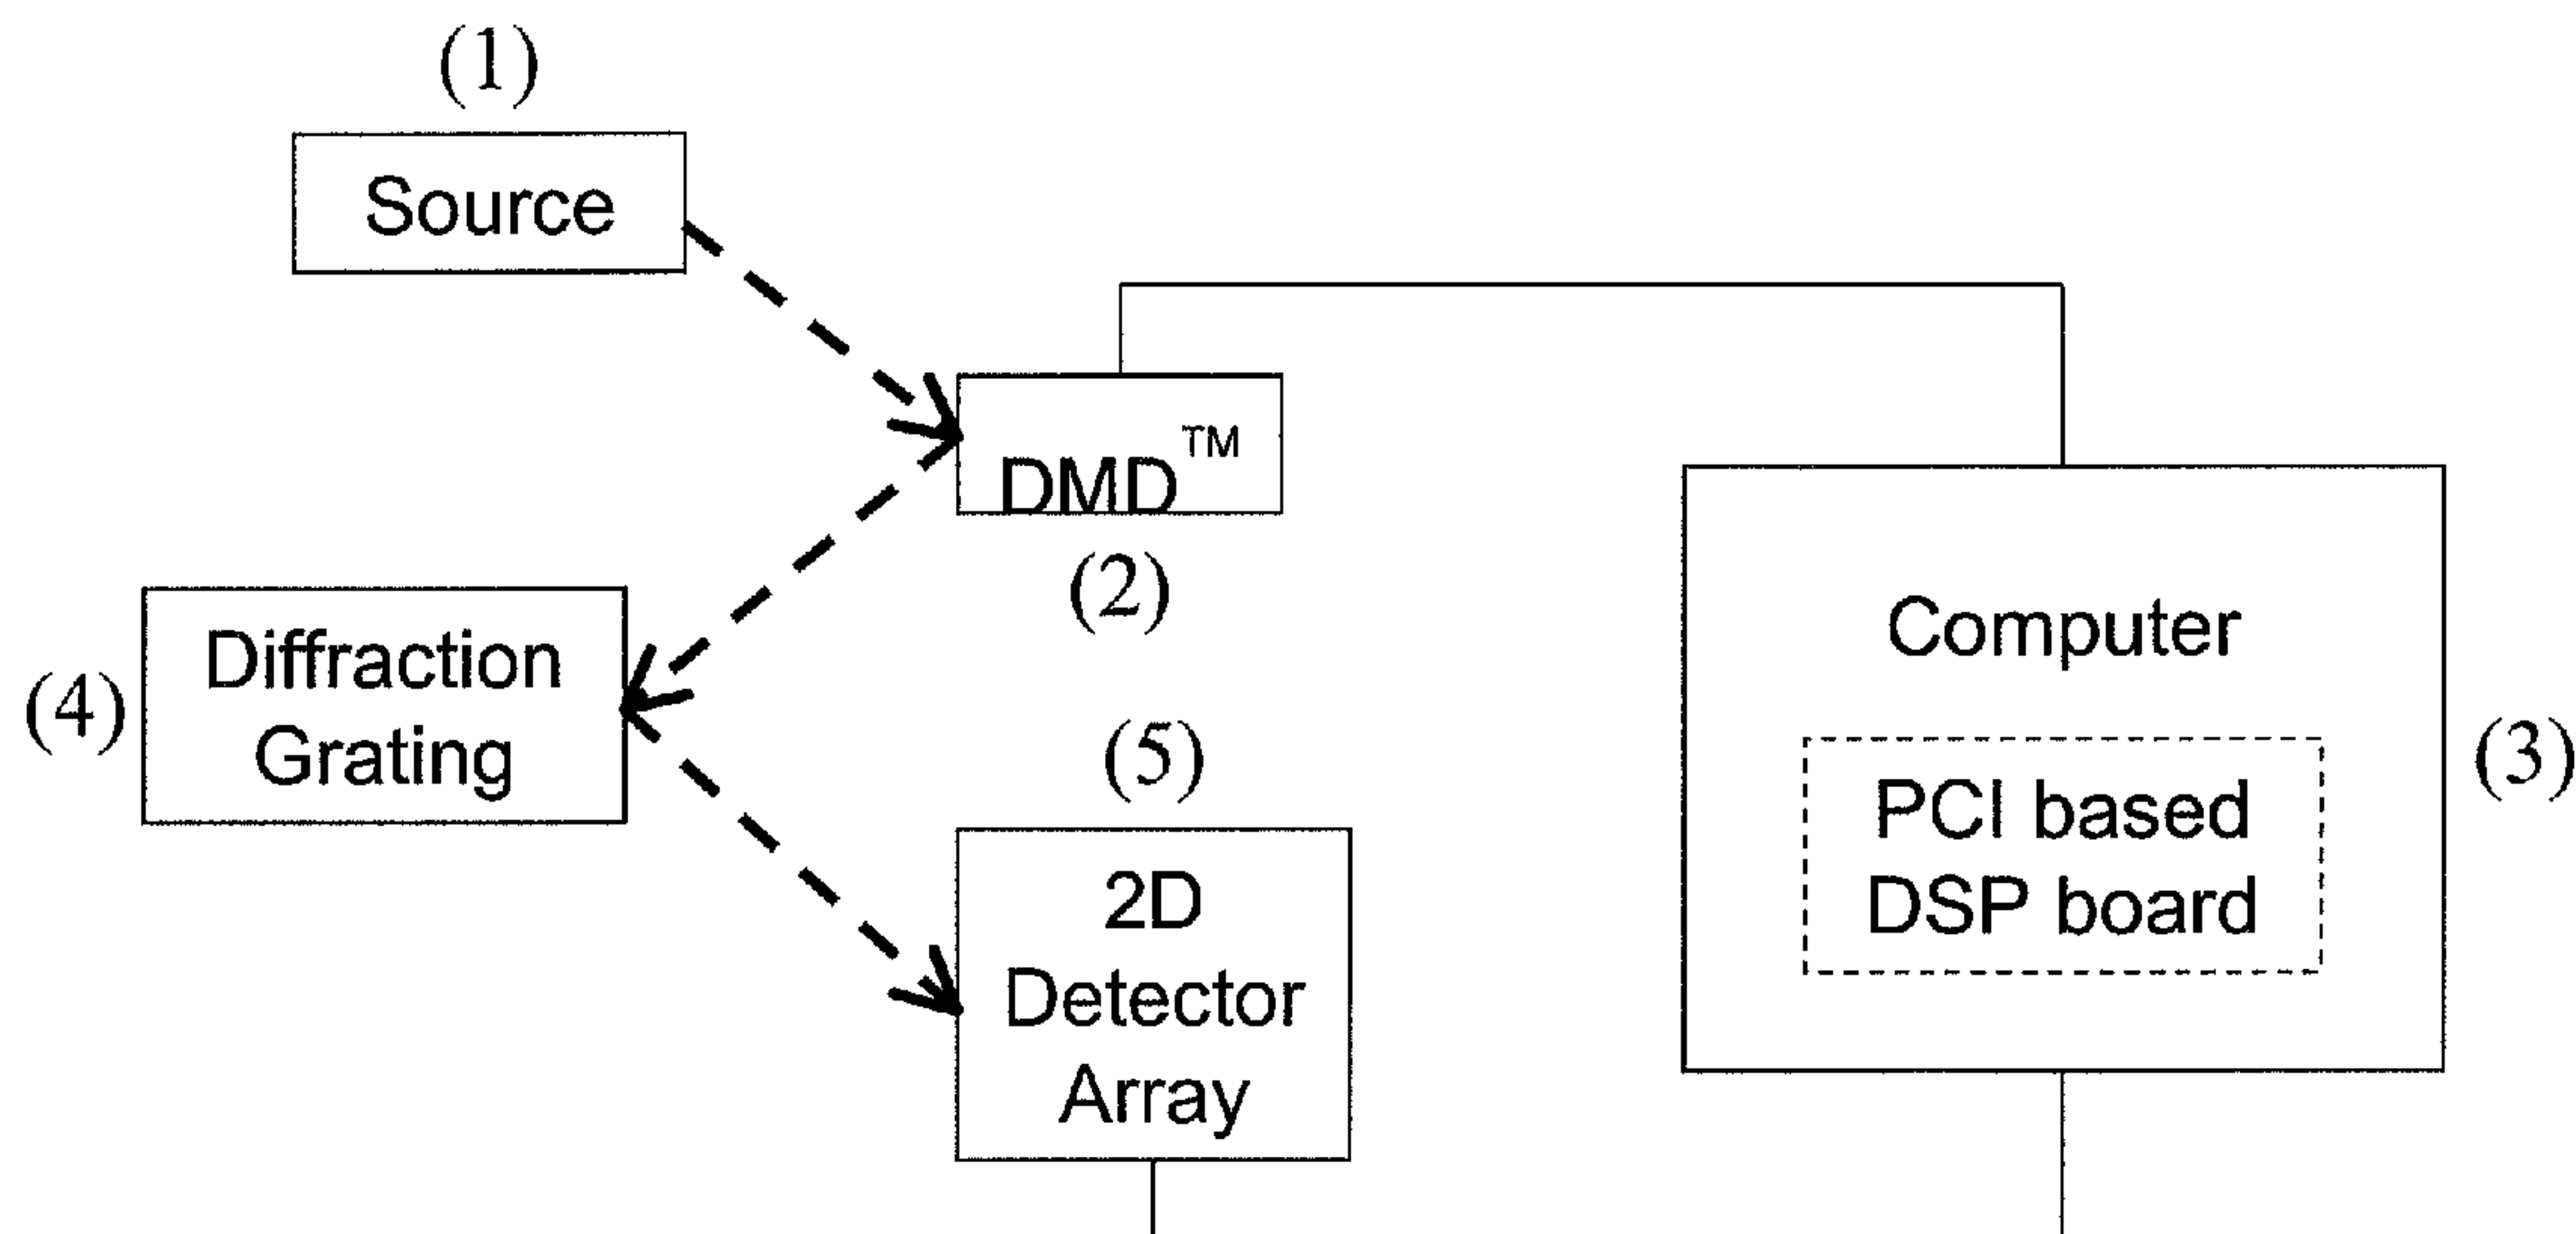 (1)
Source
DMD™
(2)
Computer
(3)
PCI based
DSP board
(4)
Diffraction
Grating
(5)
2D
Detector
Array